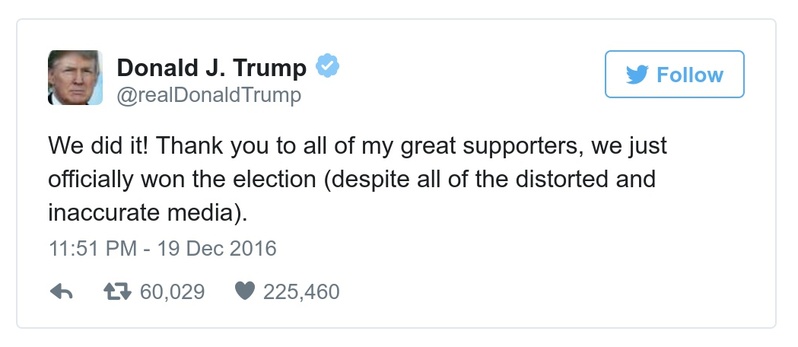 Donald J. Trump
@realDonaldTrump
Follow
We did it! Thank you to all of my great supporters, we just
officially won the election (despite all of the distorted and
inaccurate media).
11:51 PM - 19 Dec 2016
60,029 225,460